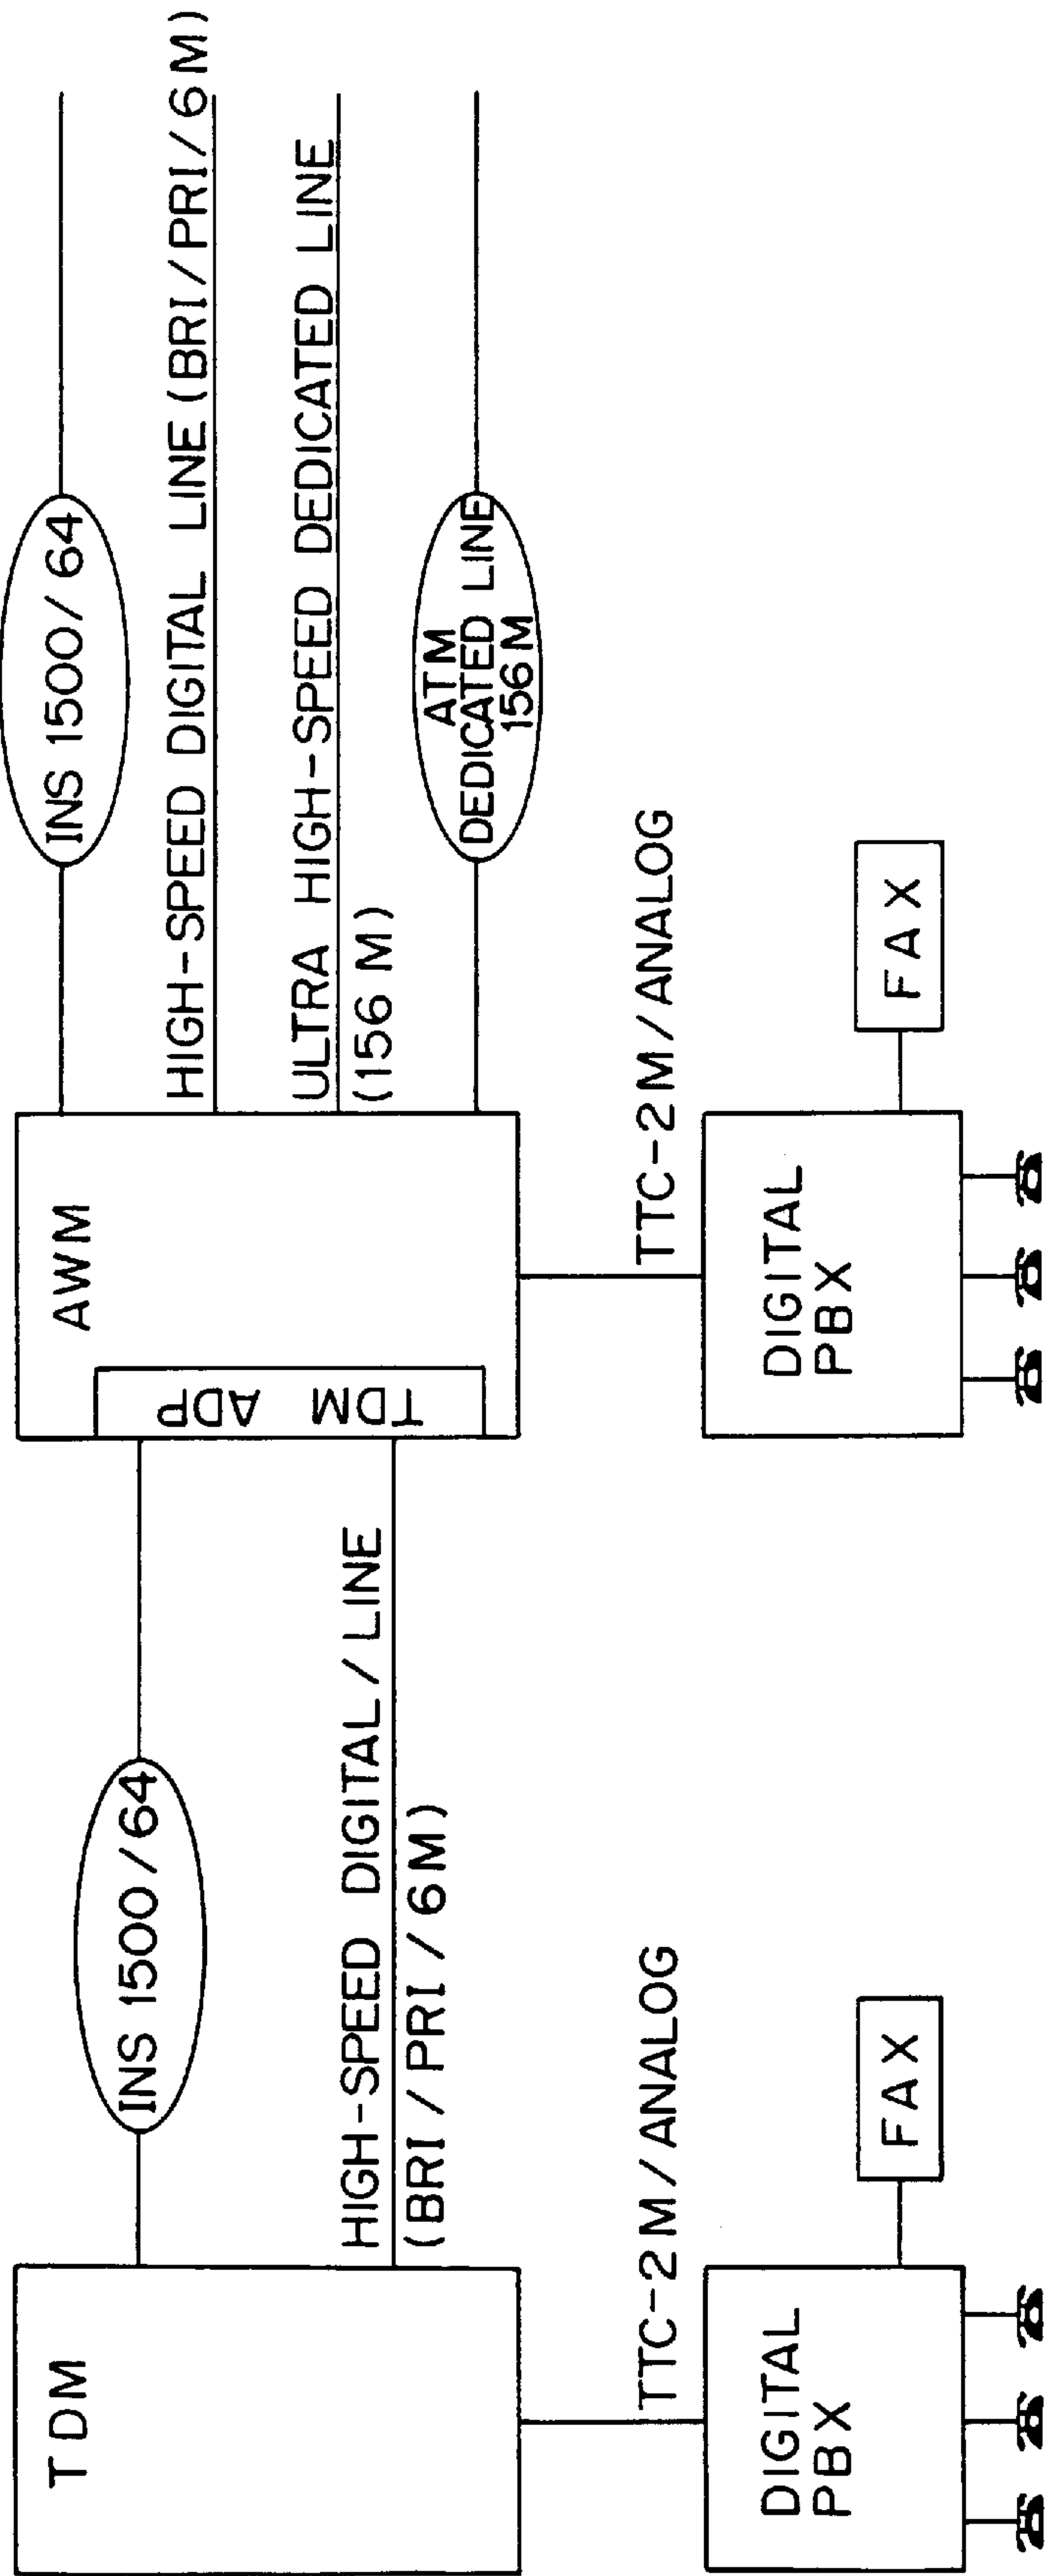 TDM
INS 1500/64
HIGH-SPEED DIGITAL/LINE
(BRI/PRI/6M)
TTC-2M/ANALOG
DIGITAL
PBX
FAX
AWM
TDM ADP
INS 1500/64
HIGH-SPEED DIGITAL LINE (BRI/PRI/6M)
ULTRA HIGH-SPEED DEDICATED LINE
(156 M)
ATM
DEDICATED LINE
156 M
TTC-2M/ANALOG
DIGITAL
PBX
FAX